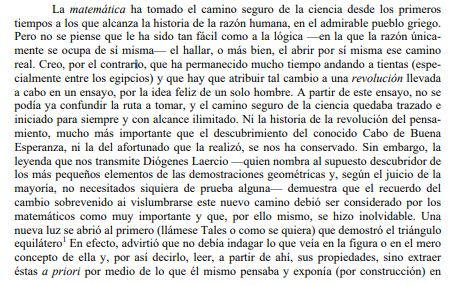 La matemática ha tomado el camino seguro de la ciencia desde los primeros
tiempos a los que alcanza la historia de la razón humana, en el admirable pueblo griego.
Pero no se piense que le ha sido tan fácil como a la lógica —en la que la razón única-
mente se ocupa de sí misma— el hallar, o más bien, el abrir por sí misma ese camino
real. Creo, por el contrario, que ha permanecido mucho tiempo andando a tientas (es-
pecialmente entre los egipcios) y que hay que atribuir tal cambio a una revolución llevada
a cabo en un ensayo, por la idea feliz de un solo hombre. A partir de este ensayo, no se
podía ya confundir la ruta a tomar, y el camino seguro de la ciencia quedaba trazado e
iniciado para siempre y con alcance ilimitado. Ni la historia de la revolución del pensa-
miento, mucho más importante que el descubrimiento del conocido Cabo de Buena
Esperanza, ni la del afortunado que la realizó, se nos ha conservado. Sin embargo, la
leyenda que nos transmite Diógenes Laercio —quien nombra al supuesto descubridor de
los más pequeños elementos de las demostraciones geométricas y, según el juicio de la
mayoría, no necesitados siquiera de prueba alguna— demuestra que el recuerdo del
cambio sobrevenido al vislumbrarse este nuevo camino debió ser considerado por los
matemáticos como muy importante y que, por ello mismo, se hizo inolvidable. Una
nueva luz se abrió al primero (llámese Tales o como se quiera) que demostró el triángulo
equilátero1 En efecto, advirtió que no debía indagar lo que veía en la figura o en el mero
concepto de ella y, por así decirlo, leer, a partir de ahí, sus propiedades, sino extraer
éstas a priori por medio de lo que él mismo pensaba y exponía (por construcción) en